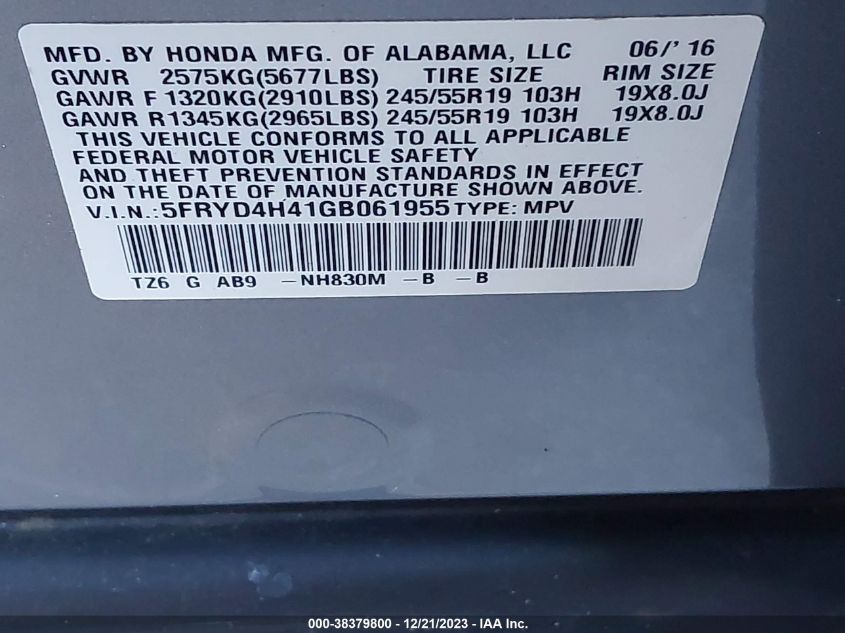 MFD. BY HONDA MFG. OF ALABAMA, LLC 06/' 16
GVWR 2575KG(5677LBS) TIRE SIZE RIM SIZE
GAWR F 1320KG(2910LBS) 245/55R19 103H 19X8.0J
GAWR R1345KG(2965LBS) 245/55R19 103H 19X8.0J
THIS VEHICLE CONFORMS TO ALL APPLICABLE
FEDERAL MOTOR VEHICLE SAFETY
AND THEFT PREVENTION STANDARDS IN EFFECT
ON THE DATE OF MANUFACTURE SHOWN ABOVE.
V.I.N.:5FRYD4H41GB061955 TYPE: MPV
TZ6 G AB9 -NH830M -B -B
000-38379800 - 12/21/2023 - IAA Inc.